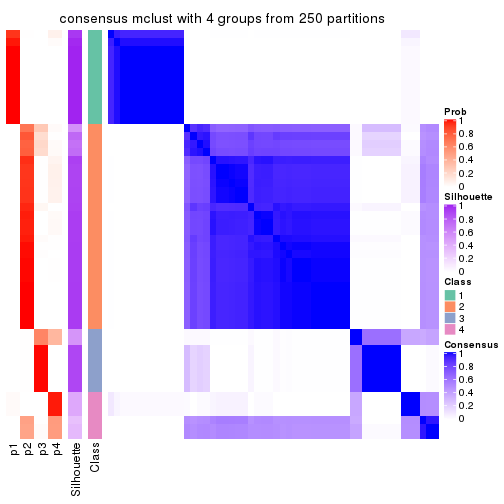 consensus mclust with 4 groups from 250 partitions
Prob
1
0.8
0.6
0.4
0.2
0
Silhouette
1
0.8
0.6
0.4
0.2
0
Class
1
2
3
4
Consensus
1
0.8
0.6
0.4
0.2
0
p1
p2
p3
p4
Silhouette
Class